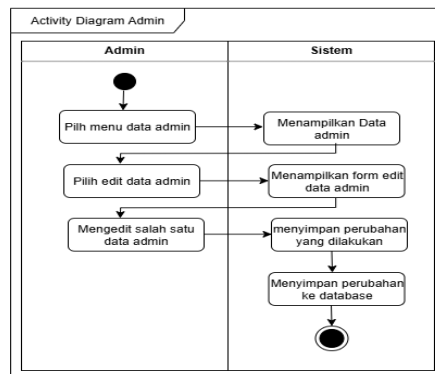 Activity Diagram Admin
Admin
Sistem
Pilh menu data admin
Menampilkan Data
admin
Pilih edit data admin
Menampilkan form edit
data admin
Mengedit salah satu
data admin
menyimpan perubahan
yang dilakukan
Menyimpan perubahan
ke database